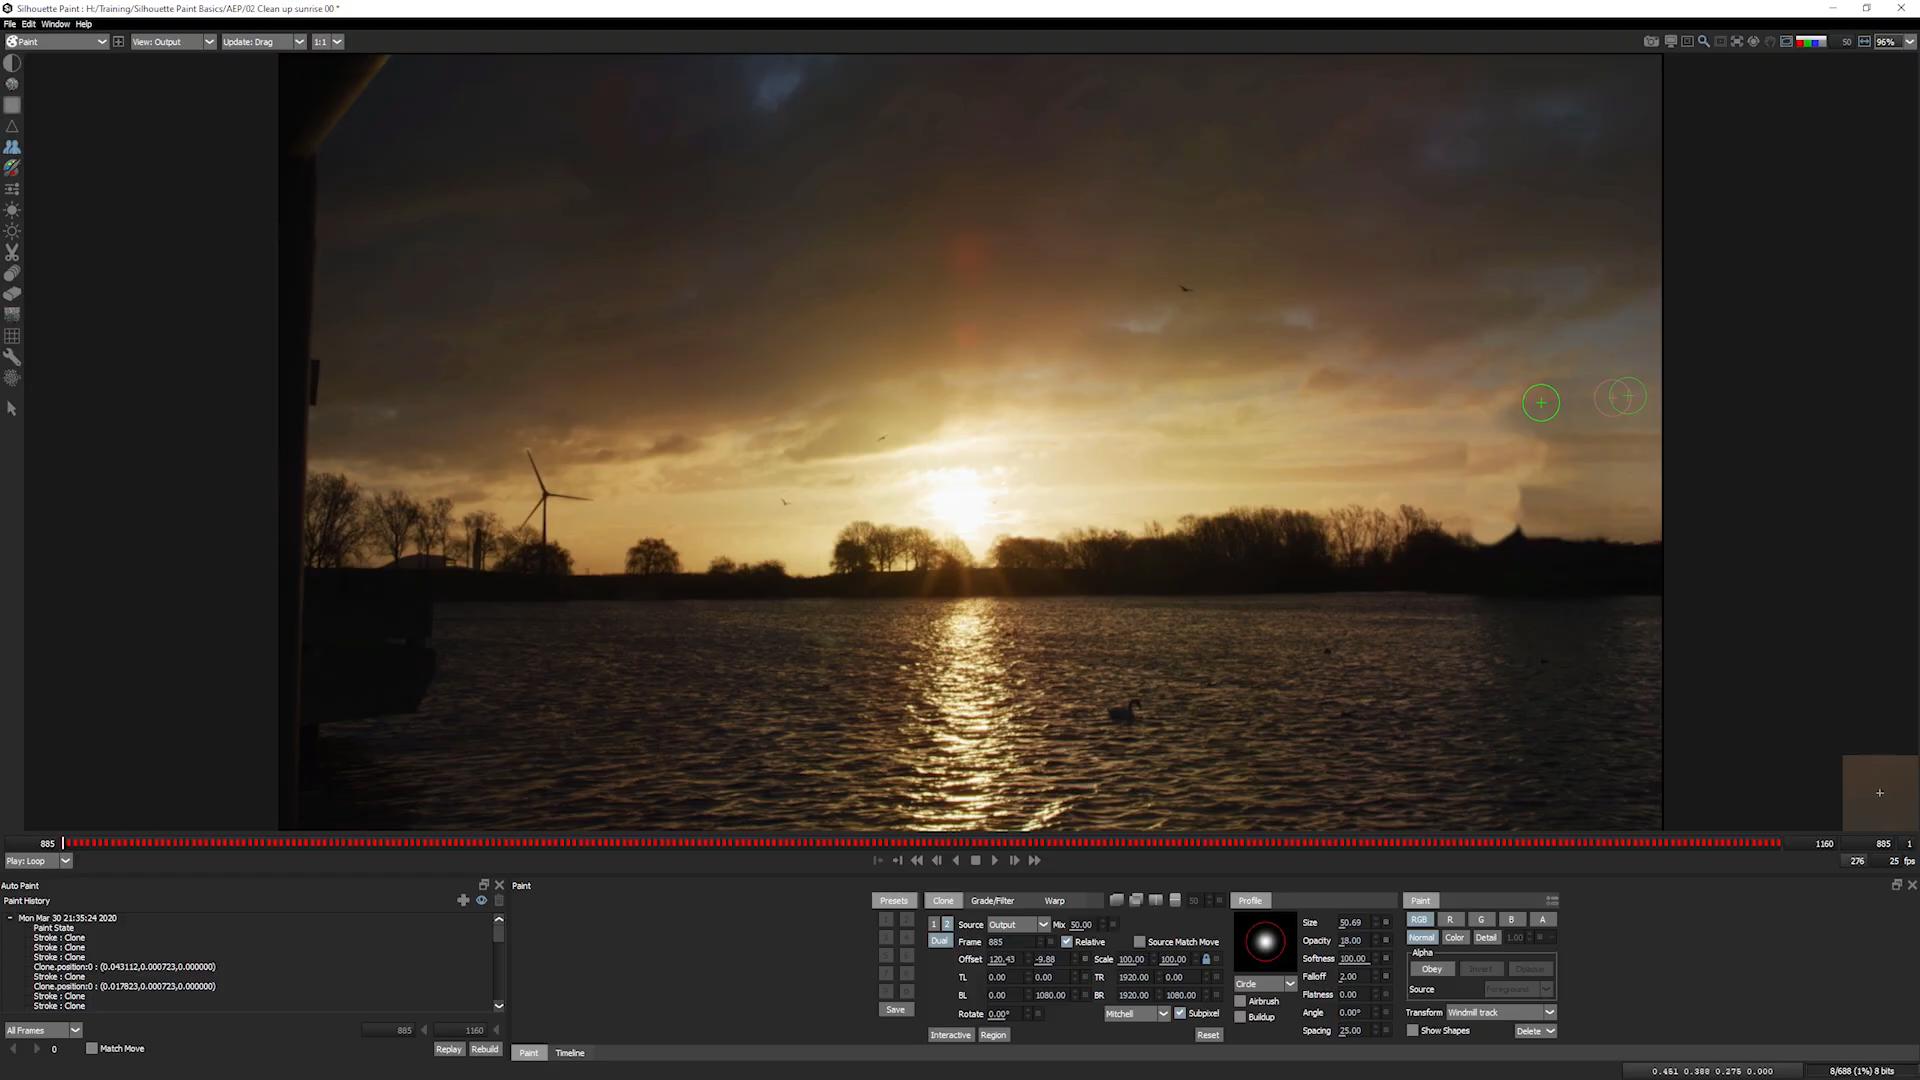 Silhouette Paint : H:/Training/Silhouette Paint Basics/AEP/02 Clean up sunrise 00 *
File Edit Window Help
Paint View: Output Update: Drag 1:1 50 96%
885 1160 885 1
Play: Loop 276 25 fps
Auto Paint
Paint History
Mon Mar 30 21:35:24 2020
Paint State
Stroke : Clone
Stroke : Clone
Stroke : Clone
Clone.position:0 : (0.043112,0.000723,0.000000)
Stroke : Clone
Clone.position:0 : (0.017823,0.000723,0.000000)
Stroke : Clone
Stroke : Clone
All Frames 885 1160
0 Match Move Replay Rebuild
Paint
Presets
Save
Clone Grade/Filter Warp 50
1 2 Source Output Mix 50.00
Dual Frame 885 Relative Source Match Move
Offset 120.43 -9.88 Scale 100.00 100.00
TL 0.00 0.00 TR 1920.00 0.00
BL 0.00 1080.00 BR 1920.00 1080.00
Rotate 0.00° Mitchell Subpixel
Interactive Region Reset
Profile
Circle
Airbrush
Buildup
Size 50.69
Opacity 18.00
Softness 100.00
Falloff 2.00
Flatness 0.00
Angle 0.00°
Spacing 25.00
Paint
RGB R G B A
Normal Color Detail 1.00
Alpha
Obey Invert Opaque
Source Foreground
Transform Windmill track
Show Shapes Delete
Paint Timeline
0.451 0.388 0.275 0.000 8/688 (1%) 8 bits